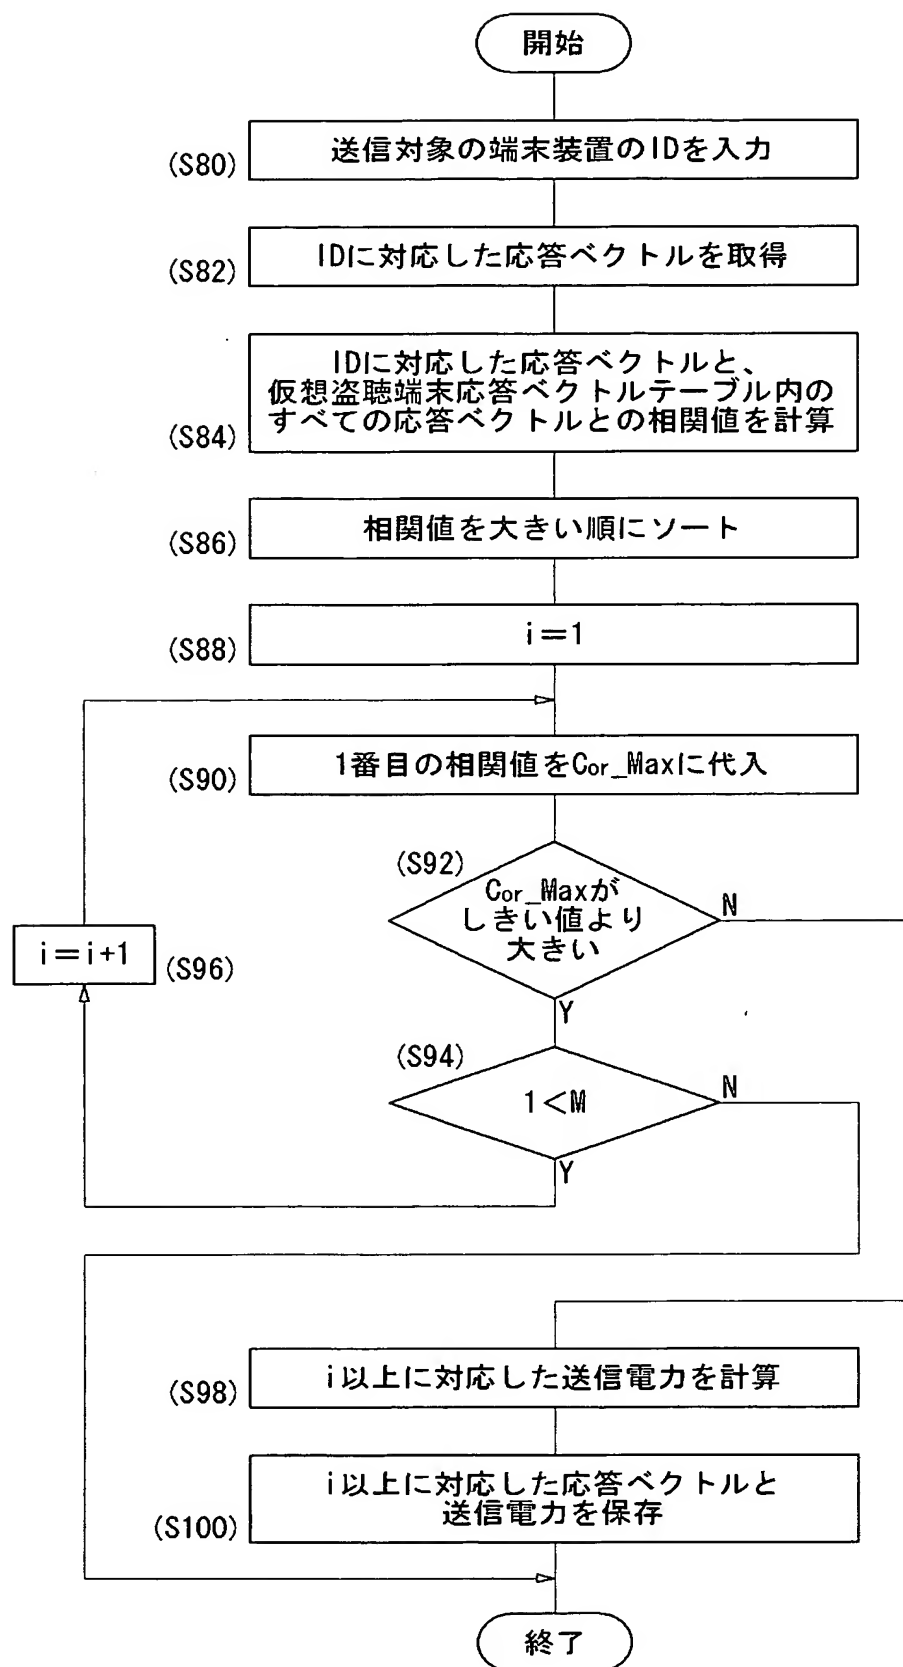 開始
(S80)
送信対象の端末装置のIDを入力
(S82)
IDに対応した応答ベクトルを取得
IDに対応した応答ベクトルと、
仮想盗聴端末応答ベクトルテーブル内の
すべての応答ベクトルとの相関値を計算
(S84)
相関値を大きい順にソート
(S86)
i=1
(S88)
1番目の相関値をCor_Maxに代入
(S90)
(S92)
Cor_Maxが
しきい値より
大きい
N
Y
i=i+1
(S96)
(S94)
1<M
N
Y
i以上に対応した送信電力を計算
(S98)
i以上に対応した応答ベクトルと
送信電力を保存
(S100)
終了